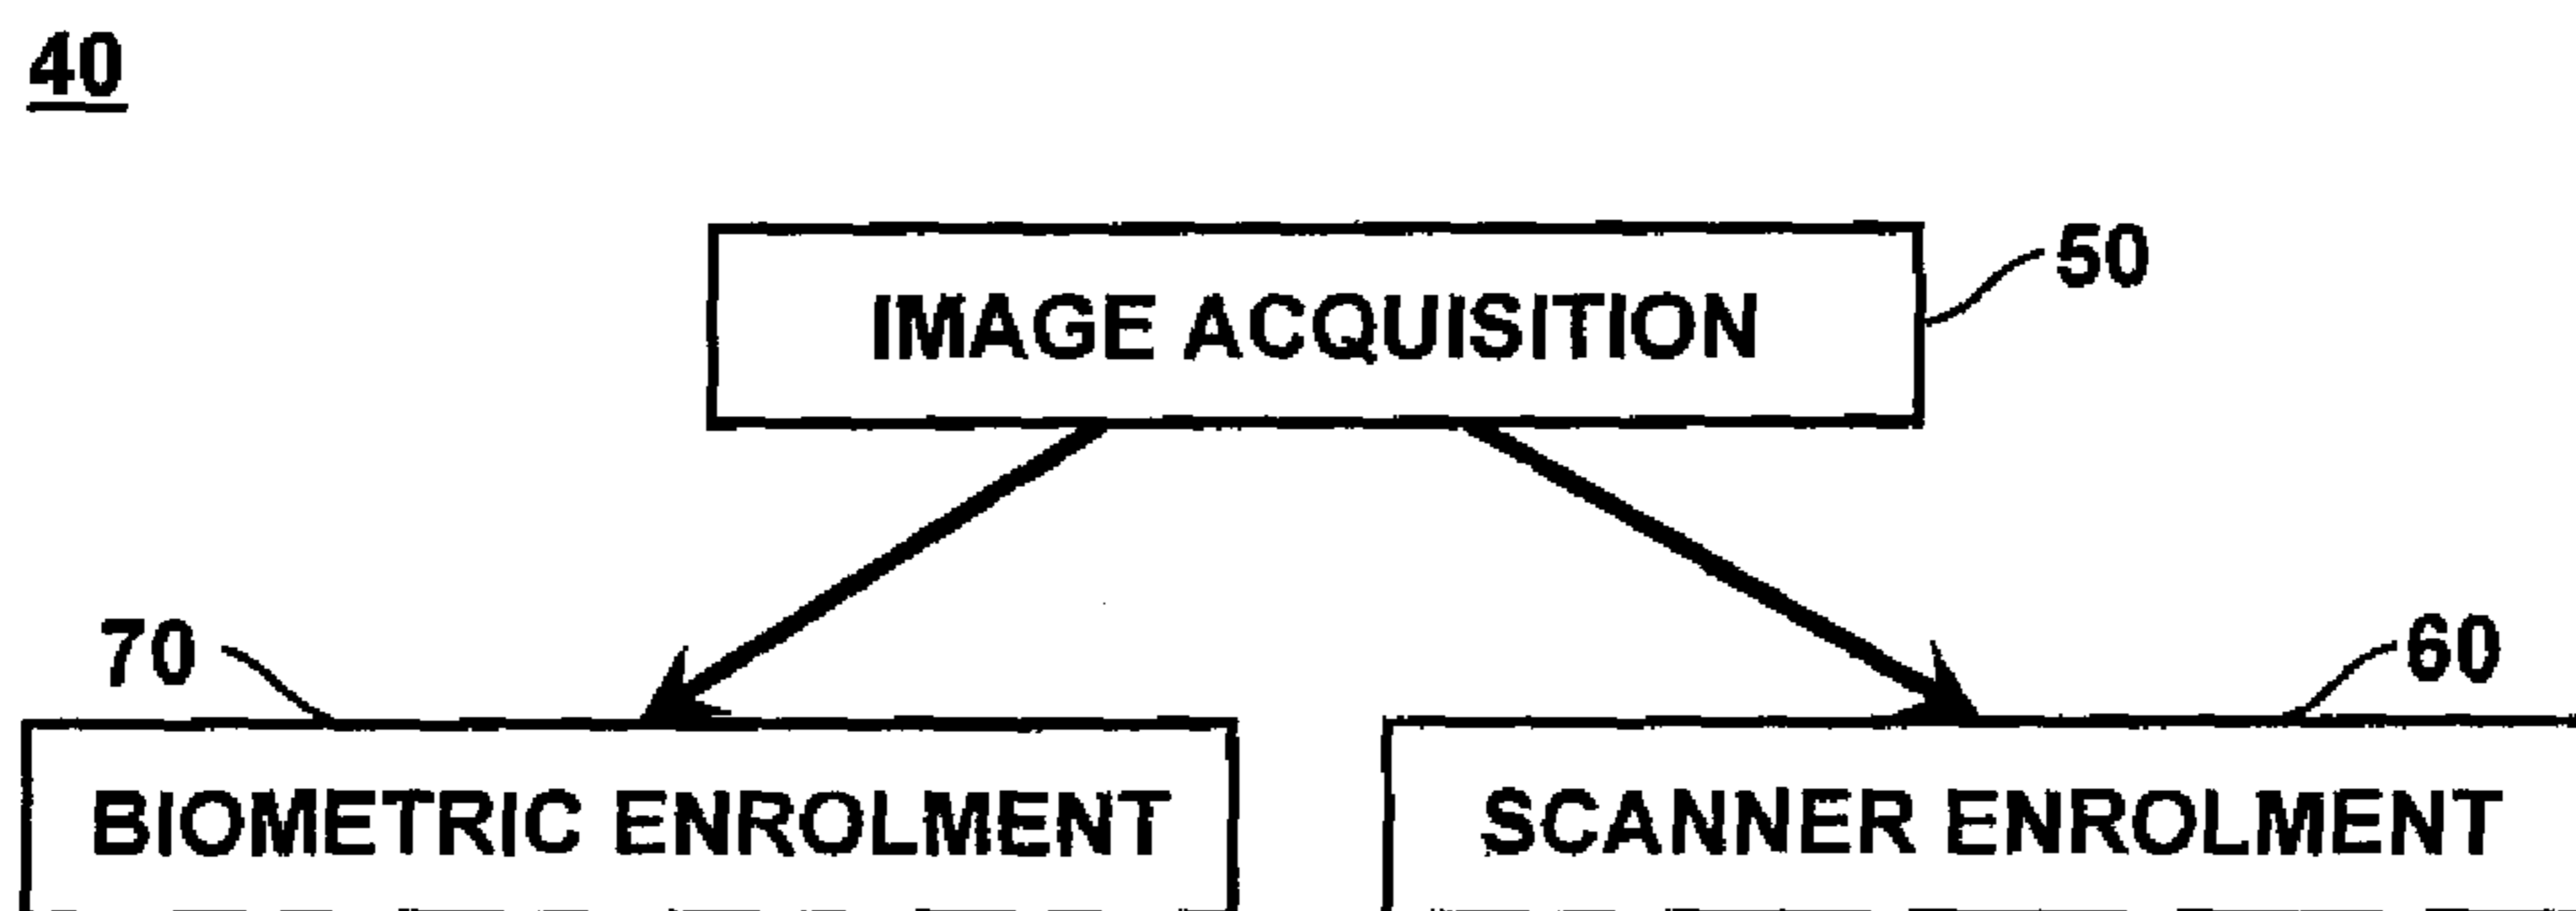 40
IMAGE ACQUISITION
50
70
60
BIOMETRIC ENROLMENT
SCANNER ENROLMENT